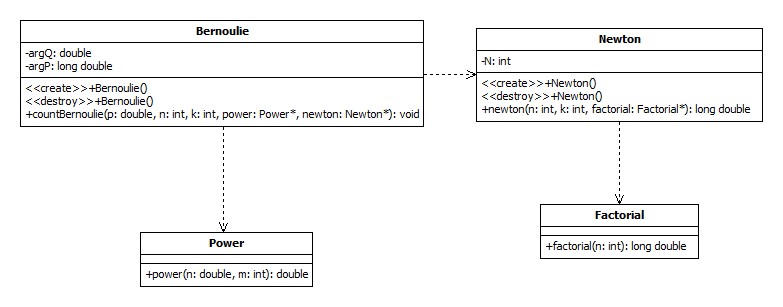 Bernoulie
-argQ: double
-argP: long double
<<create>>+Bernoulie()
<<destroy>>+Bernoulie()
+countBernoulie(p: double, n: int, k: int, power: Power*, newton: Newton*): void
Newton
-N: int
<<create>>+Newton()
<<destroy>>+Newton()
+newton(n: int, k: int, factorial: Factorial*): long double
Power
+power(n: double, m: int): double
Factorial
+factorial(n: int): long double